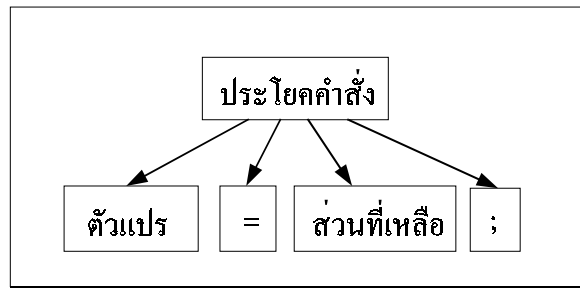 ประโยคคำสั่ง
ตัวแปร = ส่วนที่เหลือ ;